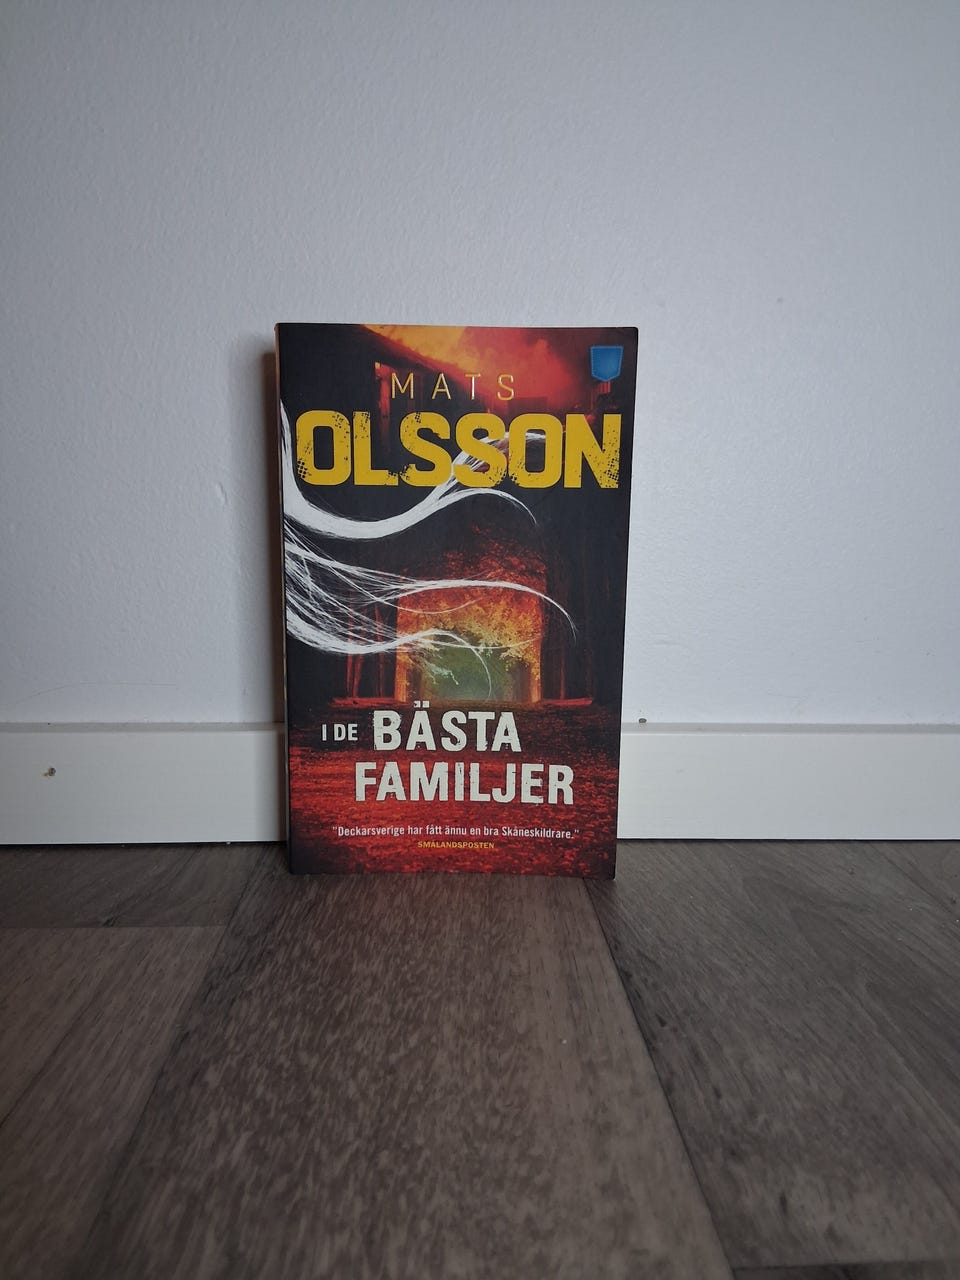 MATS
OLSSON
I DE BÄSTA
FAMILJER
"Deckarsverige har fått ännu en bra Skåneskildrare."
SMÅLANDSPOSTEN